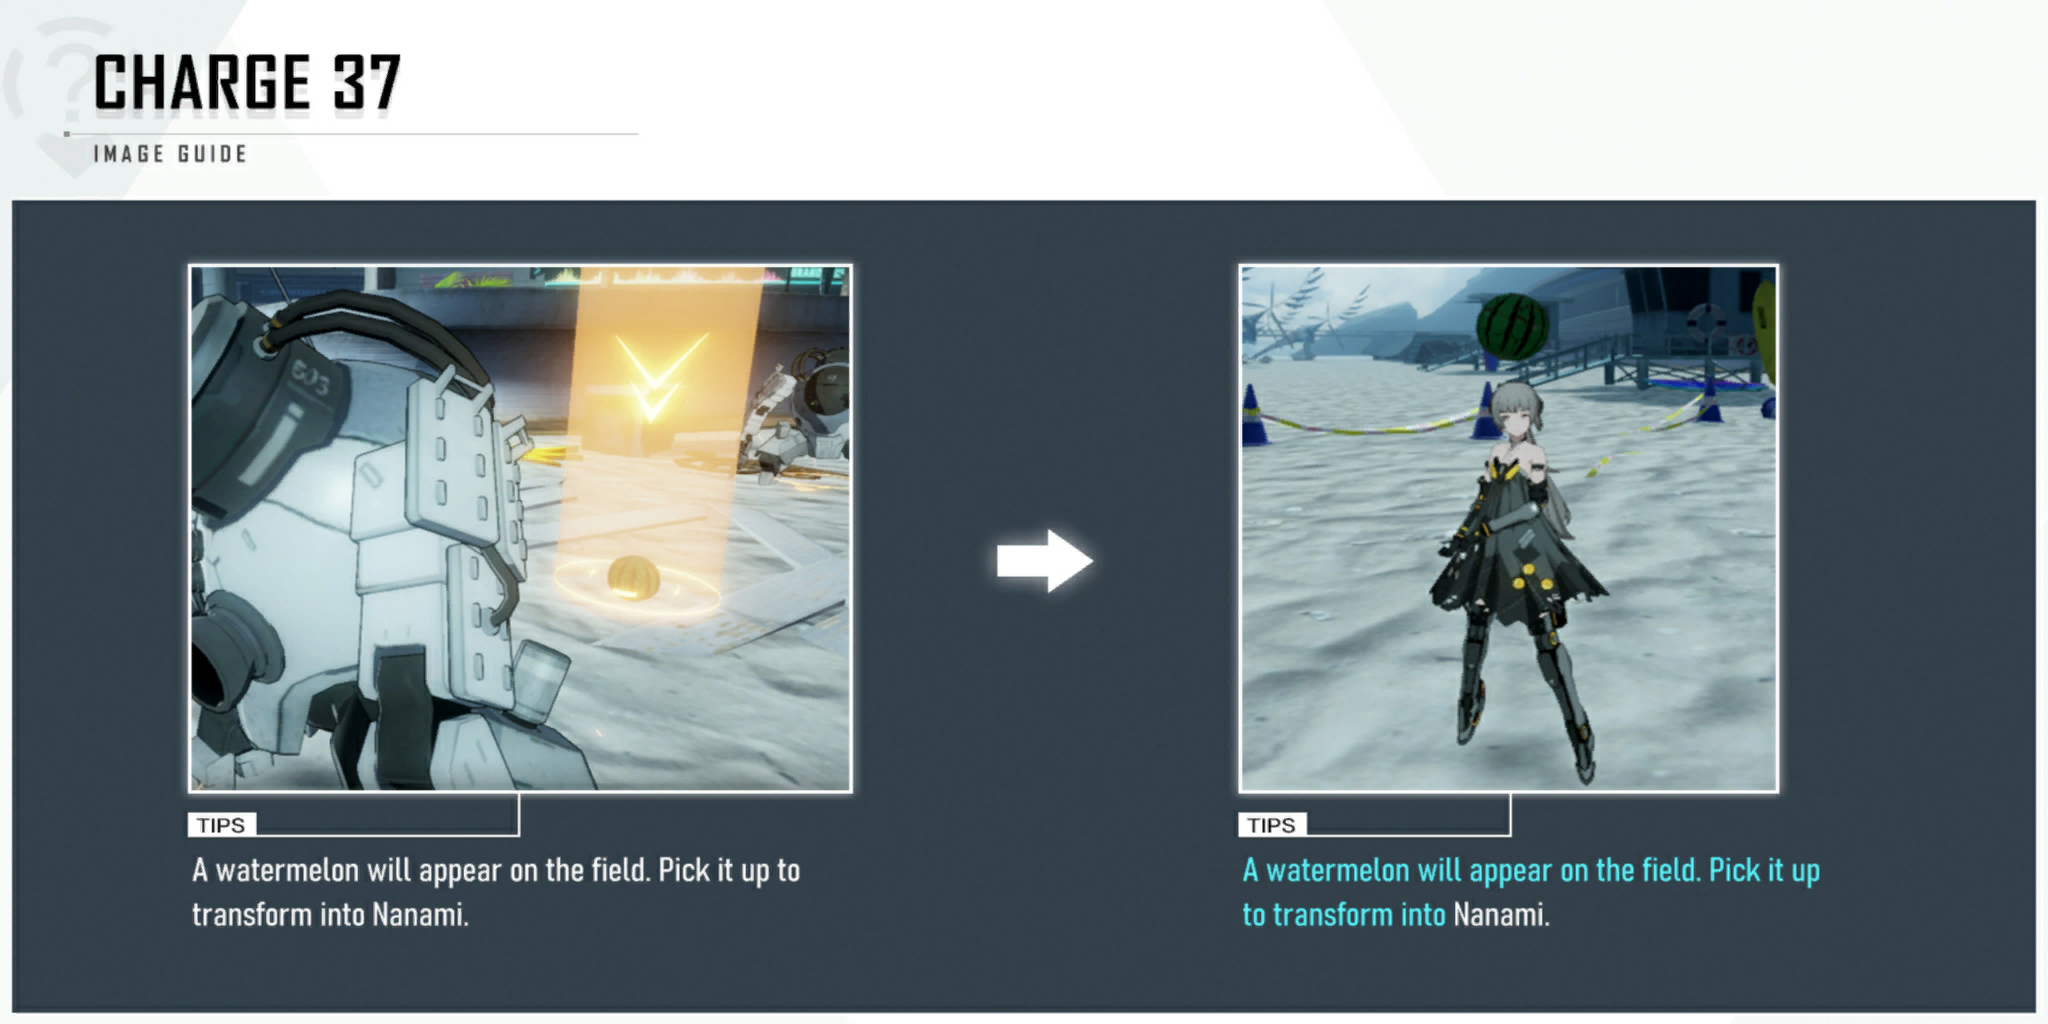 CHARGE 37
IMAGE GUIDE
505
TIPS
A watermelon will appear on the field. Pick it up to
transform into Nanami.
TIPS
A watermelon will appear on the field. Pick it up
to transform into Nanami.